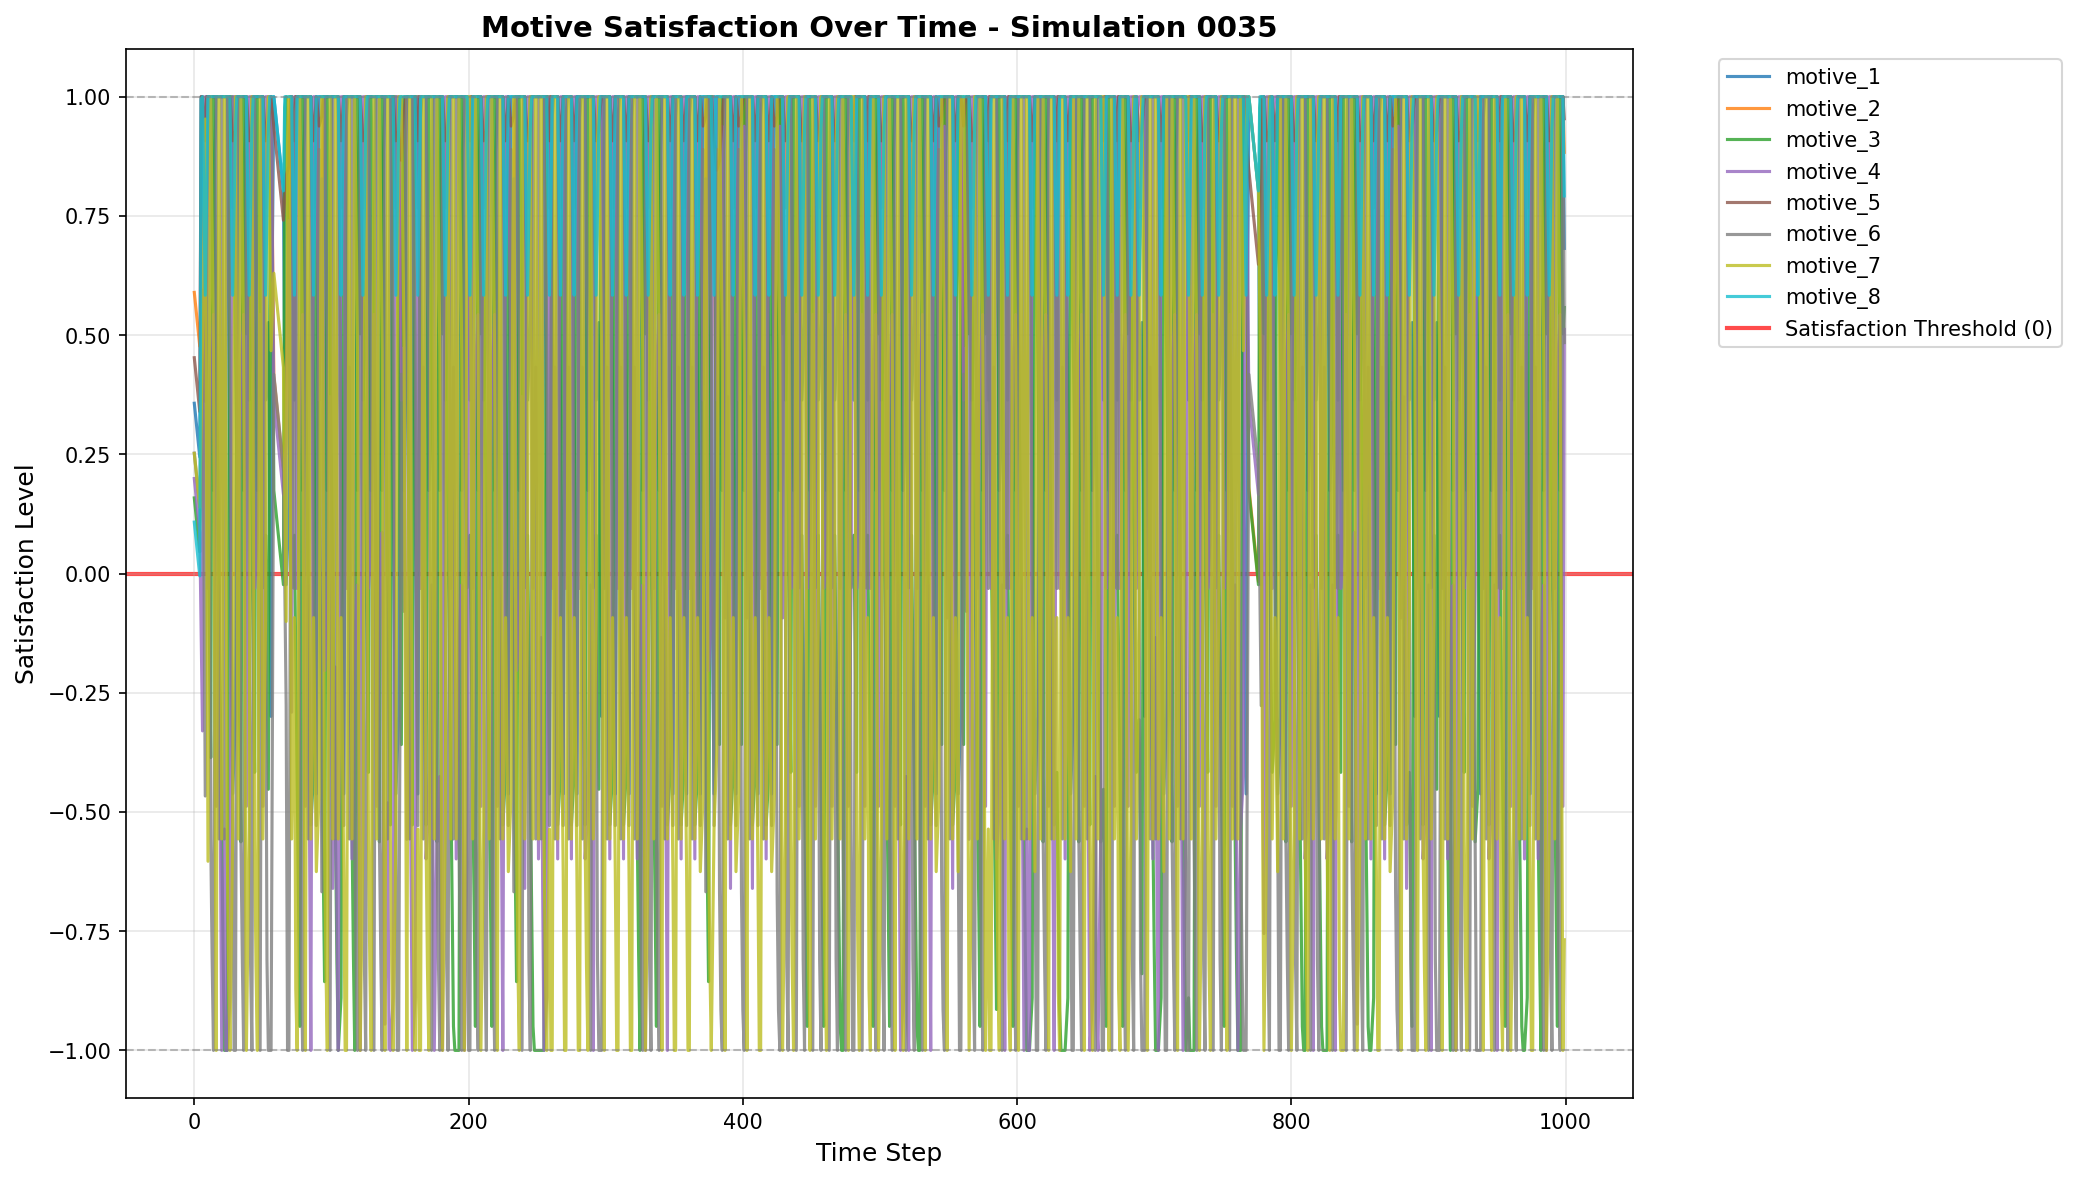 Motive Satisfaction Over Time - Simulation 0035
Satisfaction Level
1.00
0.75
0.50
0.25
0.00
−0.25
−0.50
−0.75
−1.00
0
200
400
600
800
1000
Time Step
motive_1
motive_2
motive_3
motive_4
motive_5
motive_6
motive_7
motive_8
Satisfaction Threshold (0)